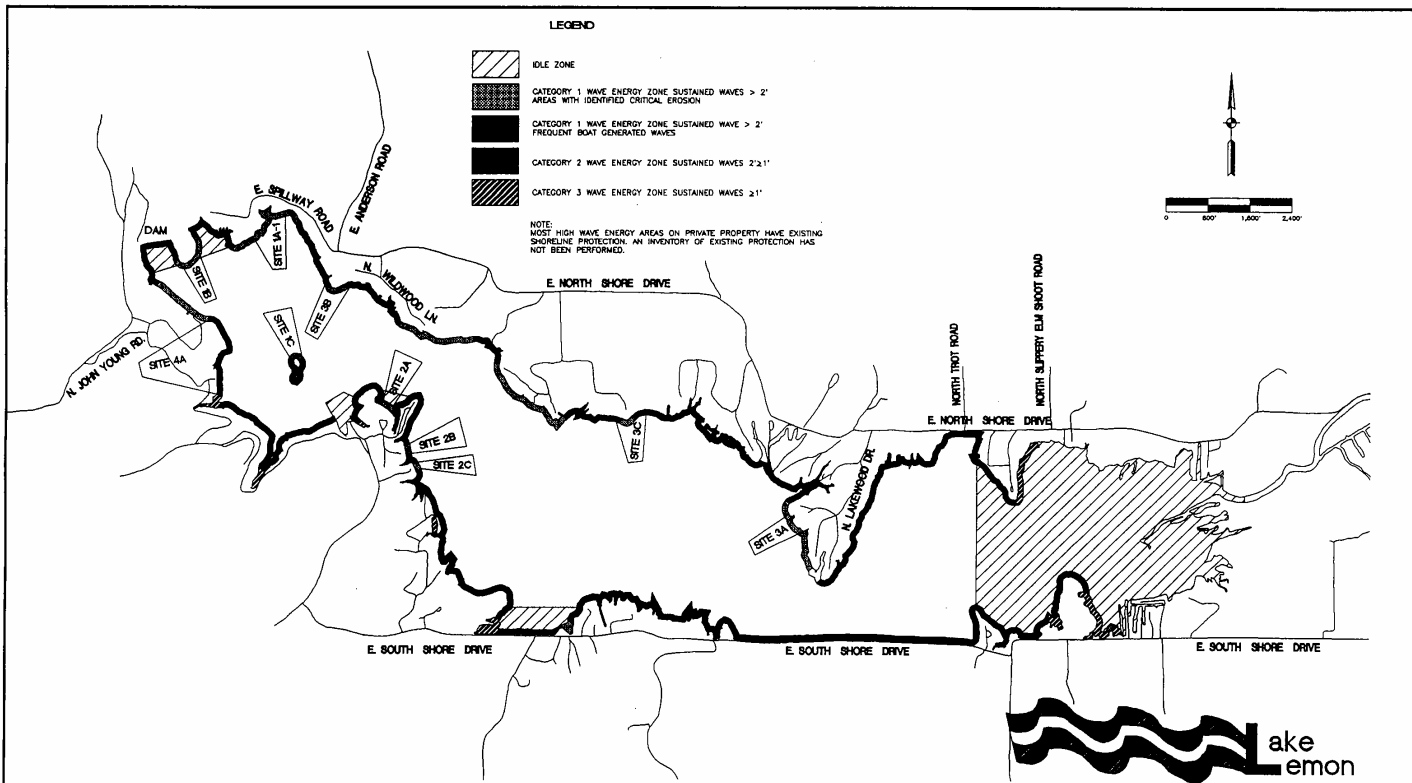 LEGEND
IDLE ZONE
CATEGORY 1 WAVE ENERGY ZONE SUSTAINED WAVES > 2'
AREAS WITH IDENTIFIED CRITICAL EROSION
CATEGORY 1 WAVE ENERGY ZONE SUSTAINED WAVE > 2'
FREQUENT BOAT GENERATED WAVES
CATEGORY 2 WAVE ENERGY ZONE SUSTAINED WAVES 2'≥1'
CATEGORY 3 WAVE ENERGY ZONE SUSTAINED WAVES ≥1'
NOTE:
MOST HIGH WAVE ENERGY AREAS ON PRIVATE PROPERTY HAVE EXISTING
SHORELINE PROTECTION. AN INVENTORY OF EXISTING PROTECTION HAS
NOT BEEN PERFORMED.
0 800' 1,600' 2,400'
E. SPILLWAY ROAD
E. ANDERSON ROAD
DAM
SITE 1A-1
SITE 1B
SITE 3B
N. WILDWOOD LN.
E. NORTH SHORE DRIVE
SITE 1C
SITE 4A
N. JOHN YOUNG RD.
SITE 2A
SITE 2B
SITE 2C
SITE 3C
NORTH TROT ROAD
NORTH SLIPPERY ELM SHOOT ROAD
E. NORTH SHORE DRIVE
N. LAKEWOOD DR.
SITE 3A
E. SOUTH SHORE DRIVE
E. SOUTH SHORE DRIVE
E. SOUTH SHORE DRIVE
Lake
Lemon